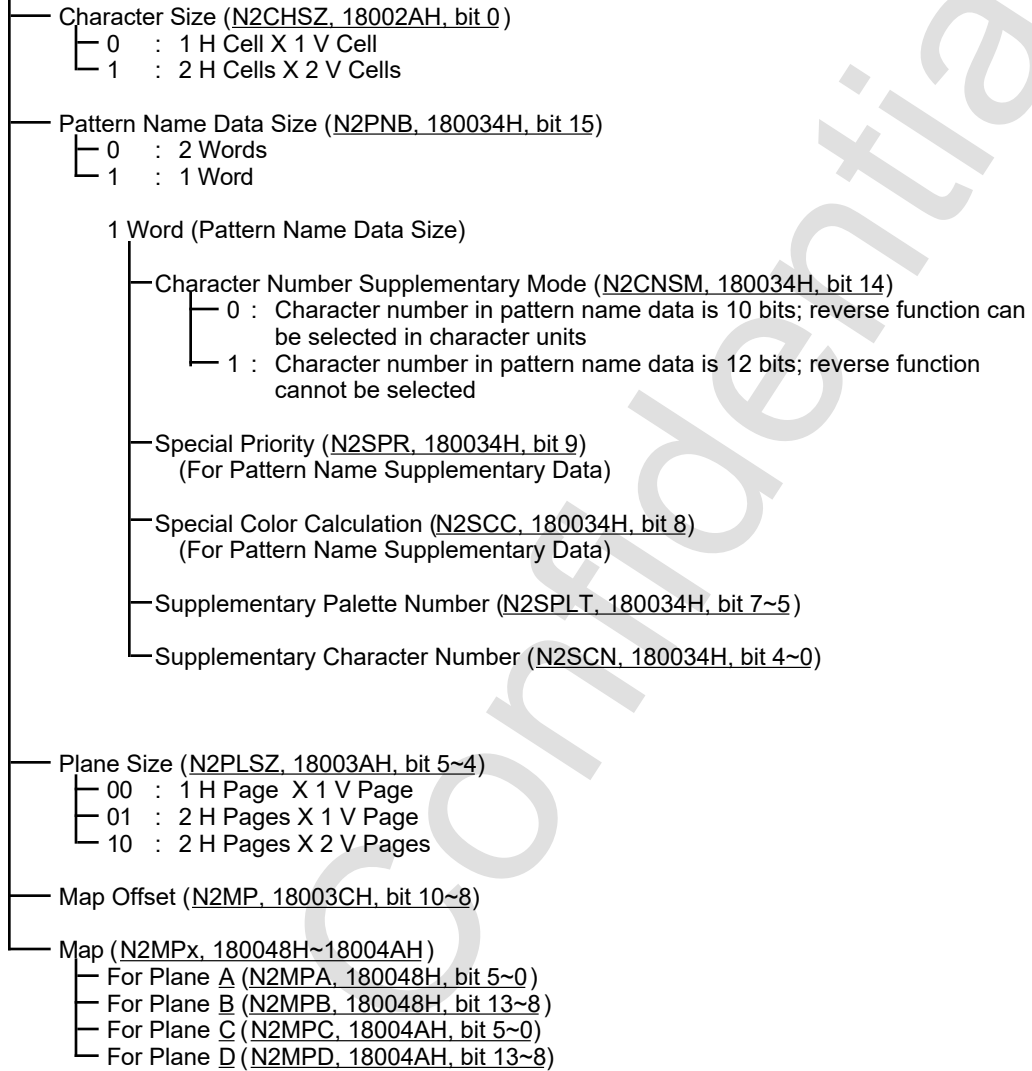 Character Size (N2CHSZ, 18002AH, bit 0)
0 : 1 H Cell X 1 V Cell
1 : 2 H Cells X 2 V Cells
Pattern Name Data Size (N2PNB, 180034H, bit 15)
0 : 2 Words
1 : 1 Word
1 Word (Pattern Name Data Size)
Character Number Supplementary Mode (N2CNSM, 180034H, bit 14)
0 : Character number in pattern name data is 10 bits; reverse function can
be selected in character units
1 : Character number in pattern name data is 12 bits; reverse function
cannot be selected
Special Priority (N2SPR, 180034H, bit 9)
(For Pattern Name Supplementary Data)
Special Color Calculation (N2SCC, 180034H, bit 8)
(For Pattern Name Supplementary Data)
Supplementary Palette Number (N2SPLT, 180034H, bit 7~5)
Supplementary Character Number (N2SCN, 180034H, bit 4~0)
Plane Size (N2PLSZ, 18003AH, bit 5~4)
00 : 1 H Page X 1 V Page
01 : 2 H Pages X 1 V Page
10 : 2 H Pages X 2 V Pages
Map Offset (N2MP, 18003CH, bit 10~8)
Map (N2MPx, 180048H~18004AH)
For Plane A (N2MPA, 180048H, bit 5~0)
For Plane B (N2MPB, 180048H, bit 13~8)
For Plane C (N2MPC, 18004AH, bit 5~0)
For Plane D (N2MPD, 18004AH, bit 13~8)
Confidentia